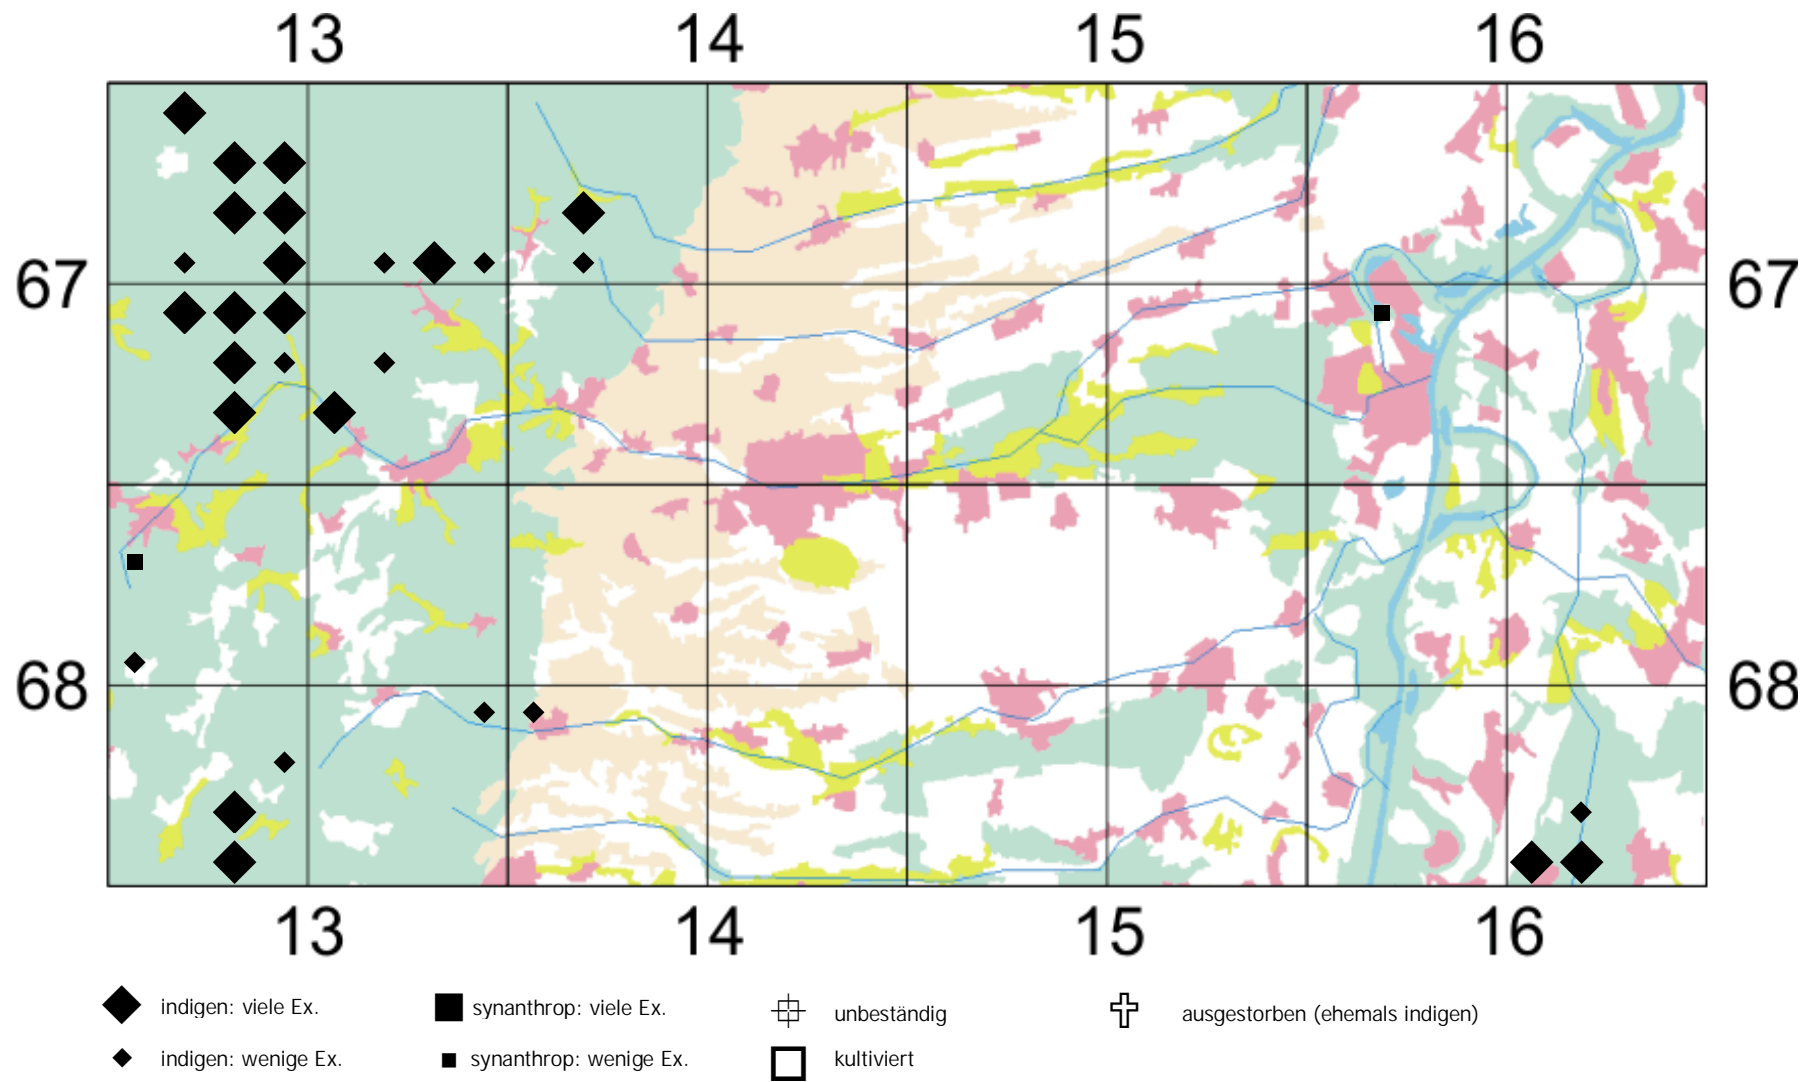 13 14 15 16
67 67
68 68
13 14 15 16
indigen: viele Ex. synanthrop: viele Ex. unbeständig ausgestorben (ehemals indigen)
indigen: wenige Ex. synanthrop: wenige Ex. kultiviert